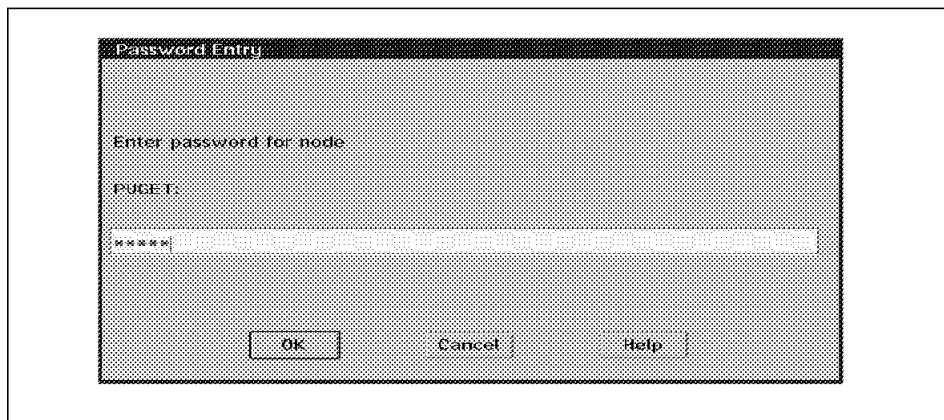 Password Entry
Enter password for node
PUGET:
*****
OK Cancel Help